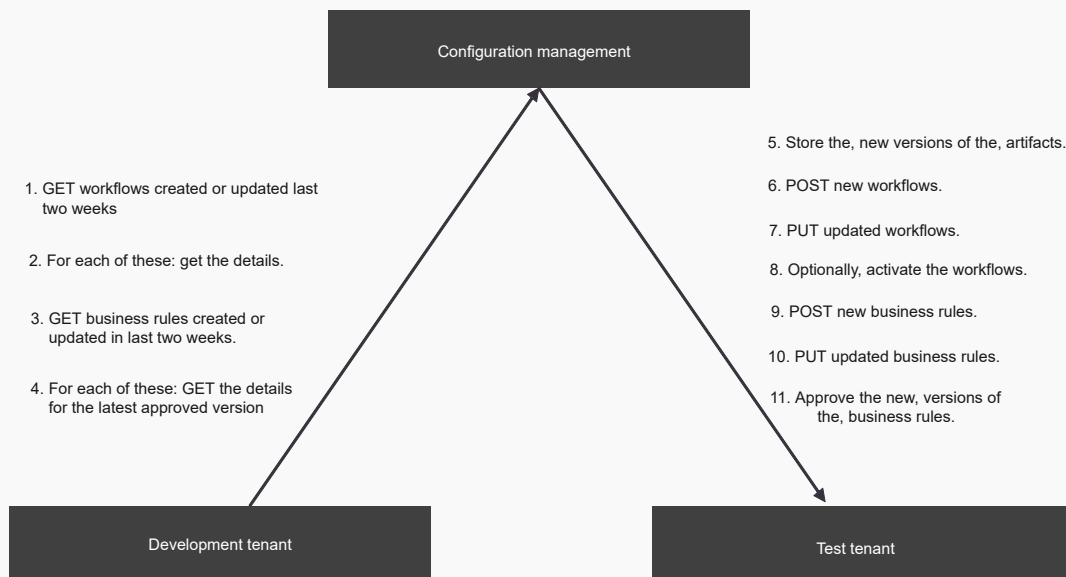 Configuration management
1. GET workflows created or updated last
two weeks
2. For each of these: get the details.
3. GET business rules created or
updated in last two weeks.
4. For each of these: GET the details
for the latest approved version
5. Store the, new versions of the, artifacts.
6. POST new workflows.
7. PUT updated workflows.
8. Optionally, activate the workflows.
9. POST new business rules.
10. PUT updated business rules.
11. Approve the new, versions of
the, business rules.
Development tenant
Test tenant